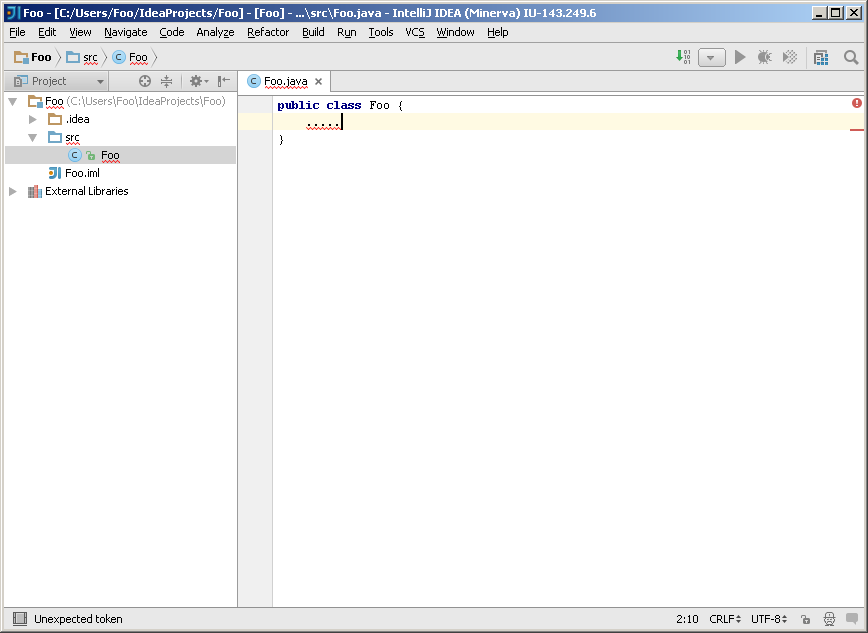 Foo - [C:/Users/Foo/IdeaProjects/Foo] - [Foo] - ...\src\Foo.java - IntelliJ IDEA (Minerva) IU-143.249.6
File Edit View Navigate Code Analyze Refactor Build Run Tools VCS Window Help
Foo src C Foo
Project
C Foo.java
Foo (C:\Users\Foo\IdeaProjects\Foo)
public class Foo {
.idea
.....
src
}
C Foo
Foo.iml
External Libraries
Unexpected token 2:10 CRLF UTF-8